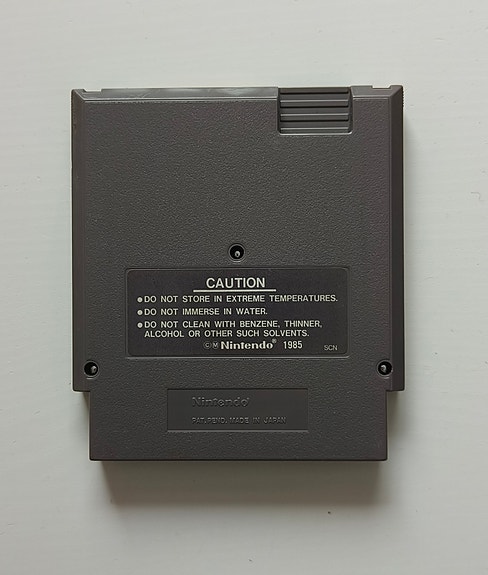 CAUTION
● DO NOT STORE IN EXTREME TEMPERATURES.
● DO NOT IMMERSE IN WATER.
● DO NOT CLEAN WITH BENZENE, THINNER,
ALCOHOL OR OTHER SUCH SOLVENTS.
©Ⓜ Nintendo® 1985 SCN
Nintendo®
PAT. PEND. MADE IN JAPAN